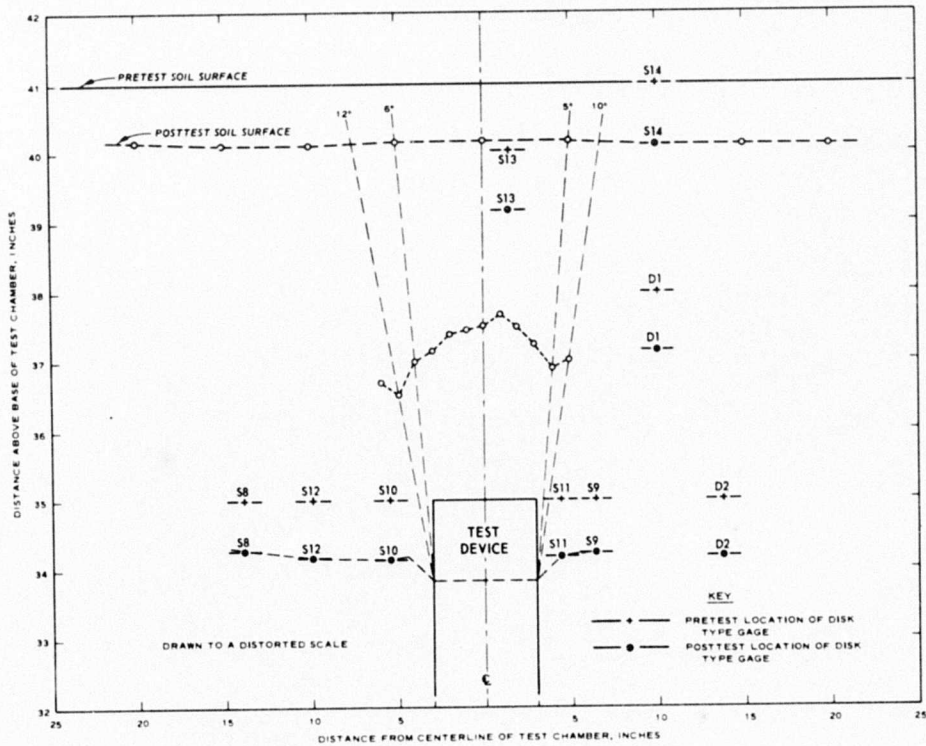 42
41
40
39
38
37
36
35
34
33
32
DISTANCE ABOVE BASE OF TEST CHAMBER, INCHES
PRETEST SOIL SURFACE
S14
12°
6°
5°
10°
POSTTEST SOIL SURFACE
S14
S13
S13
D1
D1
S8
S12
S10
S11
S9
D2
TEST
DEVICE
S8
S12
S10
S11
S9
D2
KEY
PRETEST LOCATION OF DISK
TYPE GAGE
POSTTEST LOCATION OF DISK
TYPE GAGE
DRAWN TO A DISTORTED SCALE
℄
25 20 15 10 5 5 10 15 20 25
DISTANCE FROM CENTERLINE OF TEST CHAMBER, INCHES